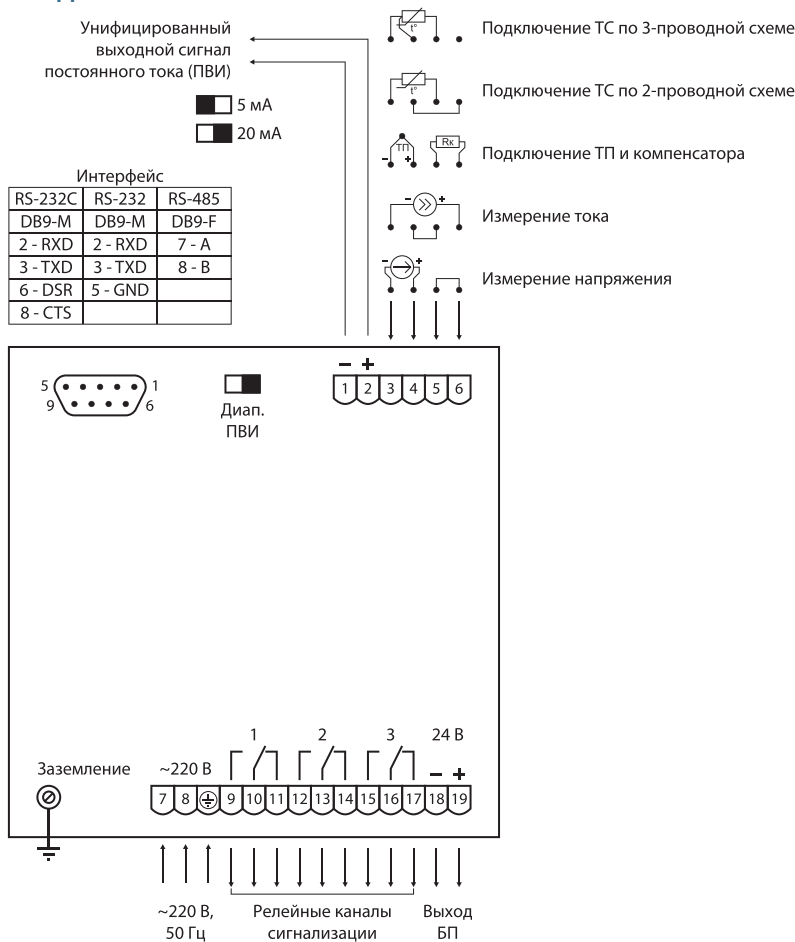 Унифицированный
выходной сигнал
постоянного тока (ПВИ)
5 мА
20 мА
t°
Подключение ТС по 3-проводной схеме
t°
Подключение ТС по 2-проводной схеме
ТП
- +
Rк
Подключение ТП и компенсатора
- +
Измерение тока
- +
Измерение напряжения
Интерфейс
RS-232C RS-232 RS-485
DB9-M DB9-M DB9-F
2 - RXD 2 - RXD 7 - A
3 - TXD 3 - TXD 8 - B
6 - DSR 5 - GND
8 - CTS
5 1
9 6
Диап.
ПВИ
− +
1 2 3 4 5 6
Заземление
~220 В
1 2 3 24 В
− +
7 8 9 10 11 12 13 14 15 16 17 18 19
~220 В,
50 Гц
Релейные каналы
сигнализации
Выход
БП